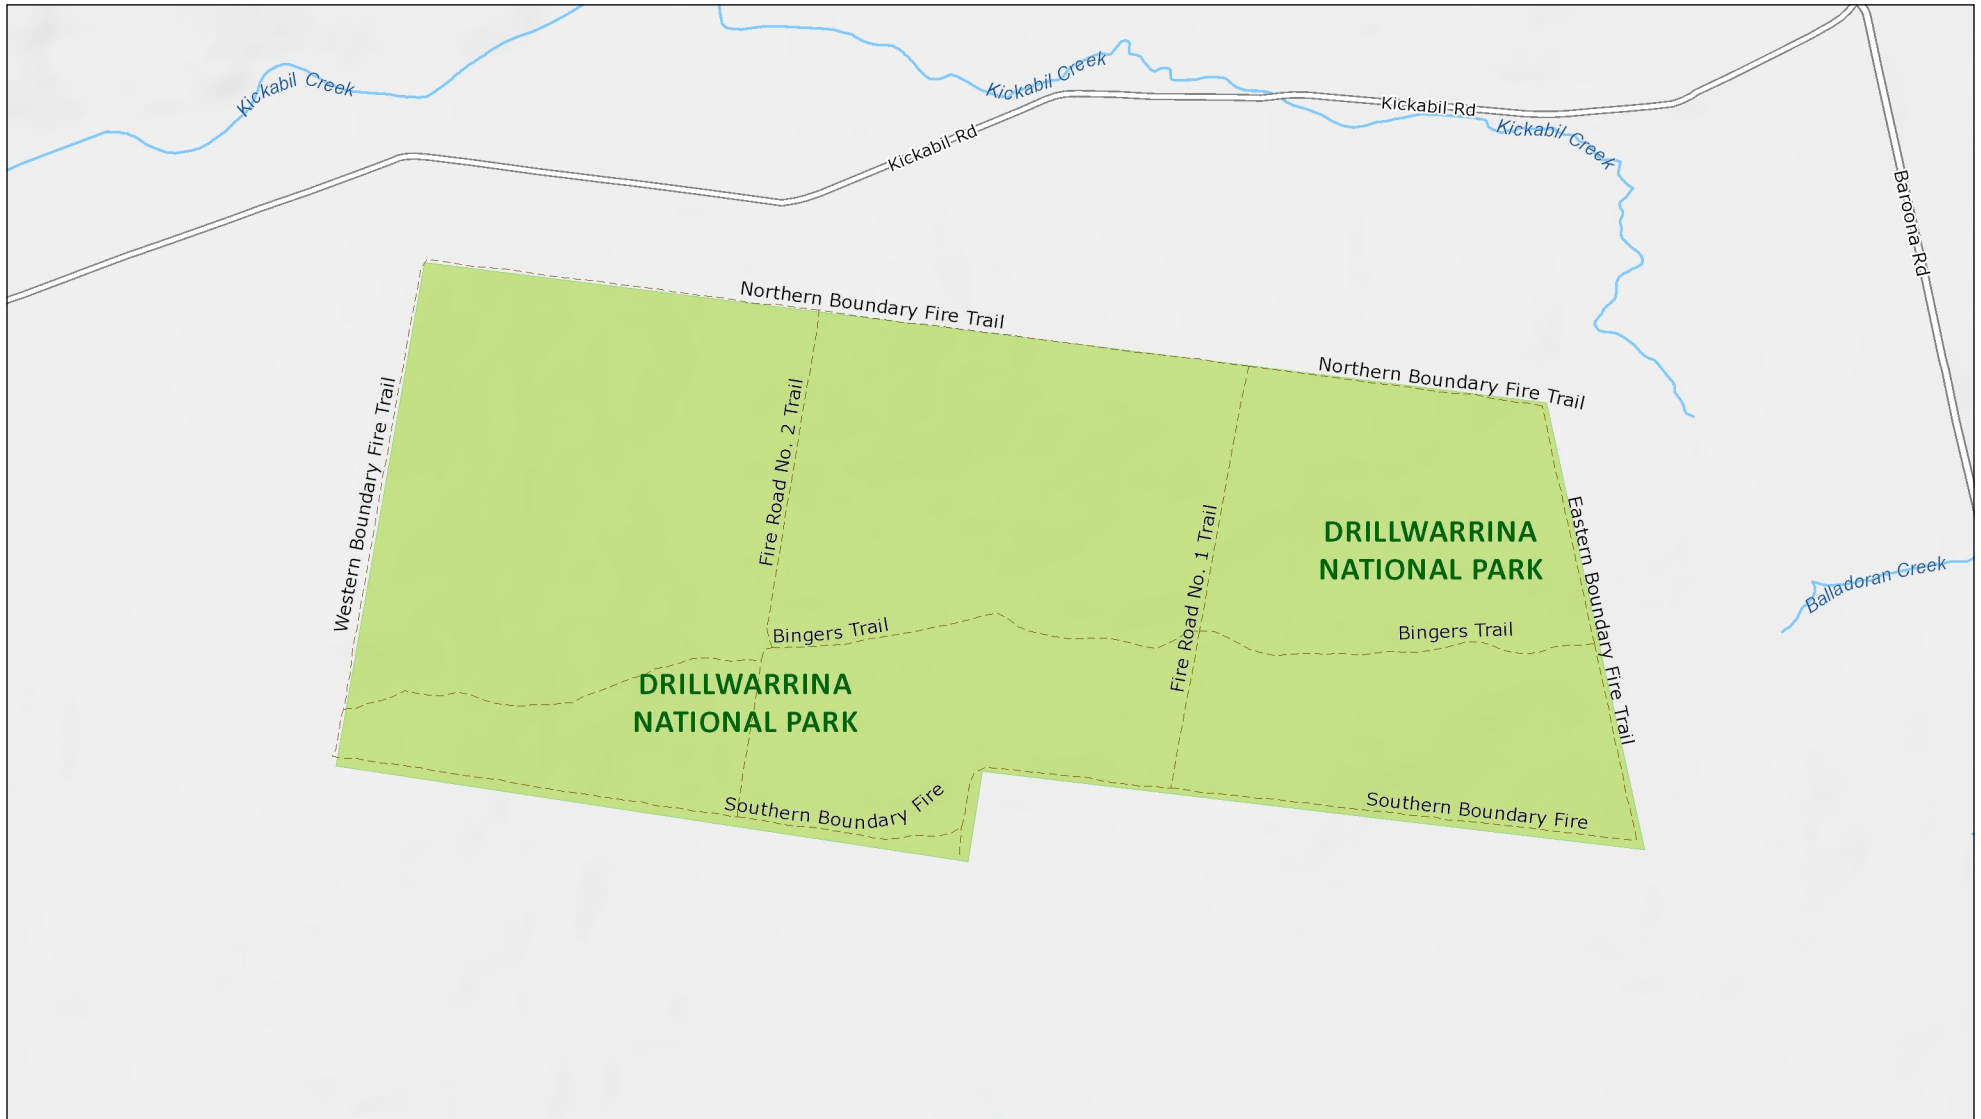 Kickabil Creek
Kickabil Creek
Kickabil Rd
Kickabil Rd
Kickabil Creek
Baroona Rd
Northern Boundary Fire Trail
Northern Boundary Fire Trail
Western Boundary Fire Trail
Fire Road No. 2 Trail
Fire Road No. 1 Trail
Eastern Boundary Fire Trail
DRILLWARRINA
NATIONAL PARK
Balladoran Creek
Bingers Trail
Bingers Trail
DRILLWARRINA
NATIONAL PARK
Southern Boundary Fire
Southern Boundary Fire